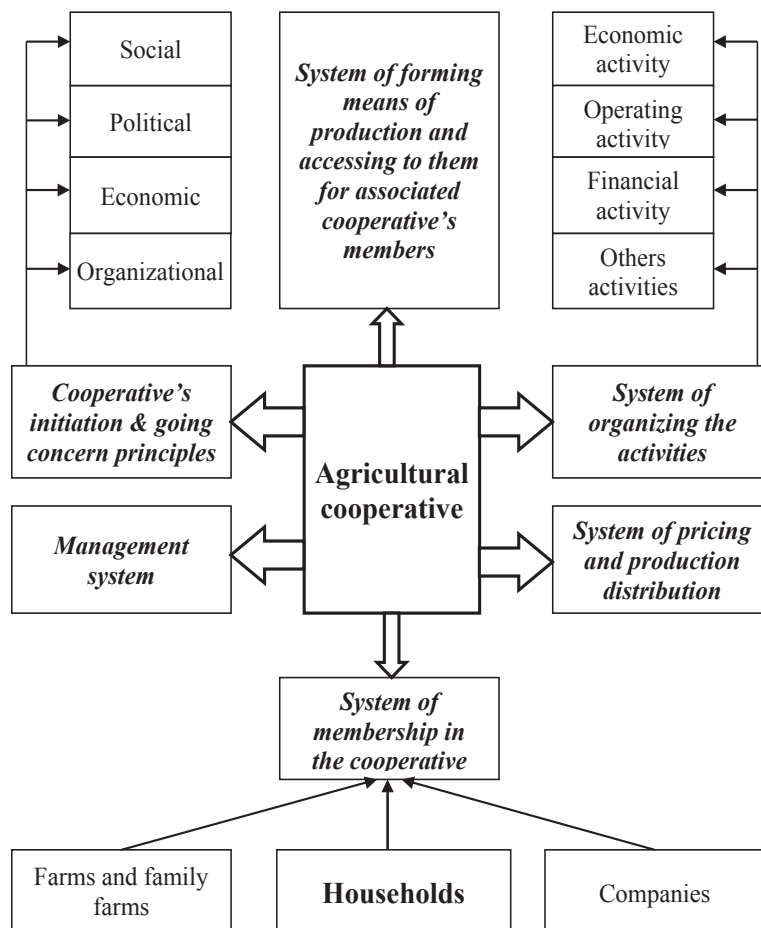 Social
Political
Economic
Organizational
System of forming
means of
production and
accessing to them
for associated
cooperative’s
members
Economic
activity
Operating
activity
Financial
activity
Others
activities
Cooperative’s
initiation & going
concern principles
Agricultural
cooperative
System of
organizing the
activities
Management
system
System of pricing
and production
distribution
System of
membership in
the cooperative
Farms and family
farms
Households
Companies